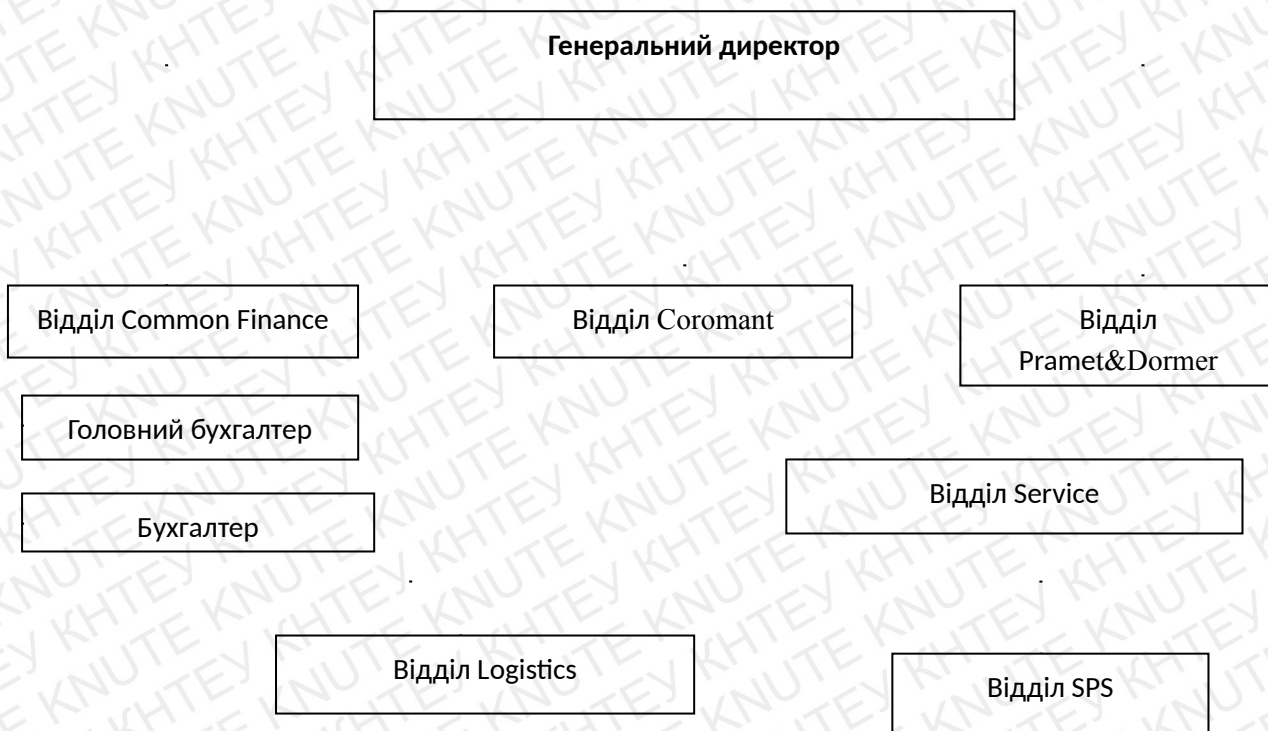 Генеральний директор
Відділ Common Finance
Відділ Coromant
Відділ
Pramet&Dormer
Головний бухгалтер
Відділ Service
Бухгалтер
Відділ Logistics
Відділ SPS